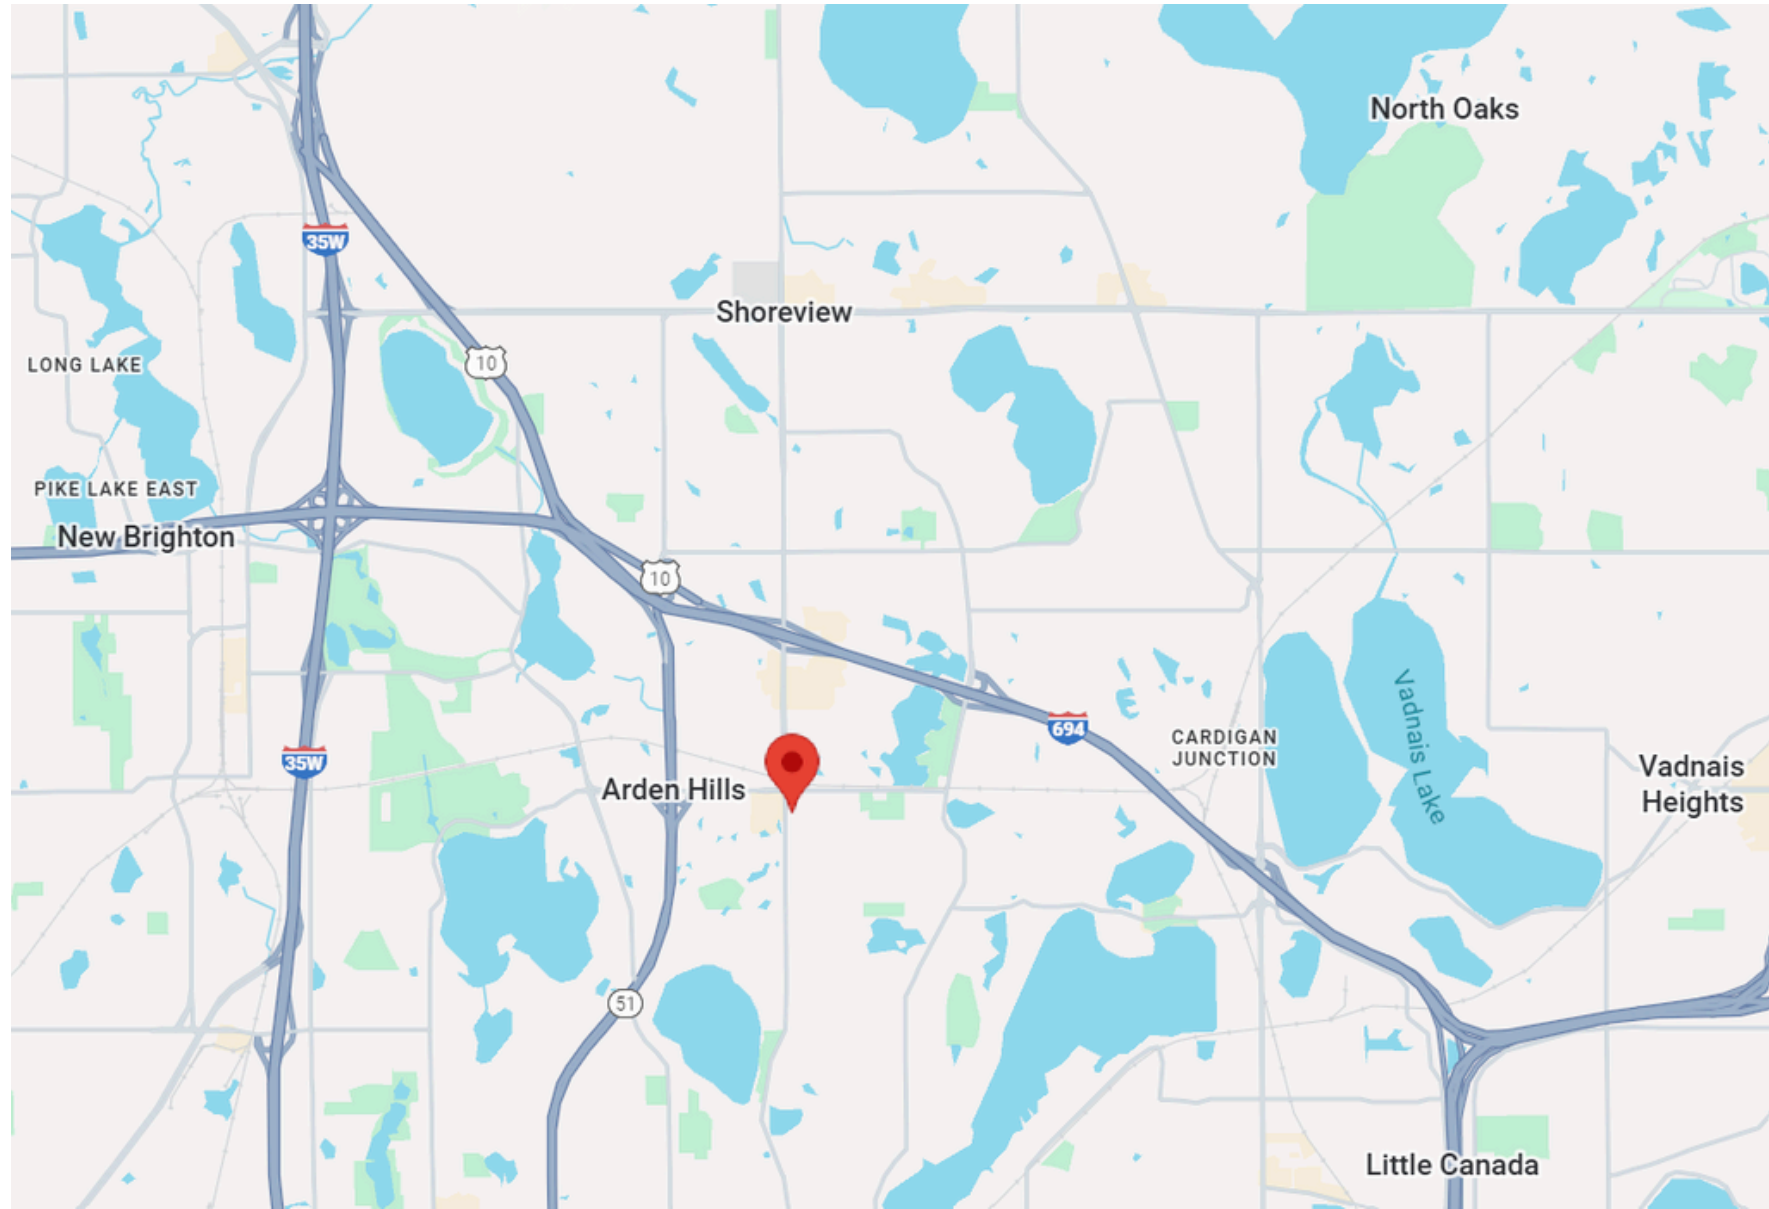 North Oaks
35W
Shoreview
10
LONG LAKE
PIKE LAKE EAST
New Brighton
10
694
CARDIGAN
JUNCTION
Vadnais Lake
35W
Arden Hills
Vadnais
Heights
51
Little Canada